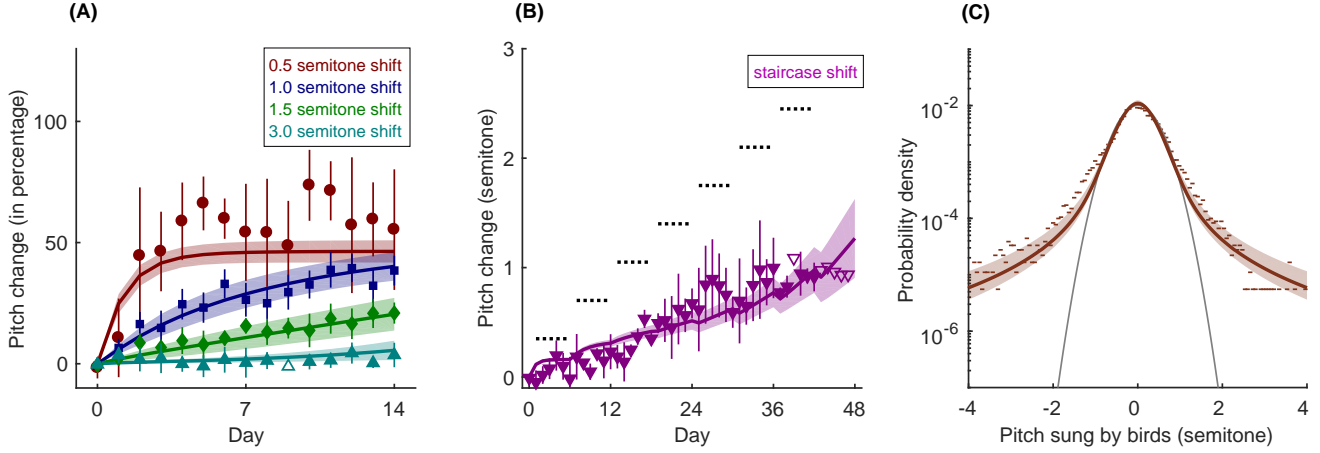 (A)
0.5 semitone shift
1.0 semitone shift
1.5 semitone shift
3.0 semitone shift
Pitch change (in percentage)
100
50
0
0 7 14
Day
(B)
staircase shift
Pitch change (semitone)
3
2
1
0
0 12 24 36 48
Day
(C)
Probability density
10^-2
10^-4
10^-6
-4 -2 0 2 4
Pitch sung by birds (semitone)